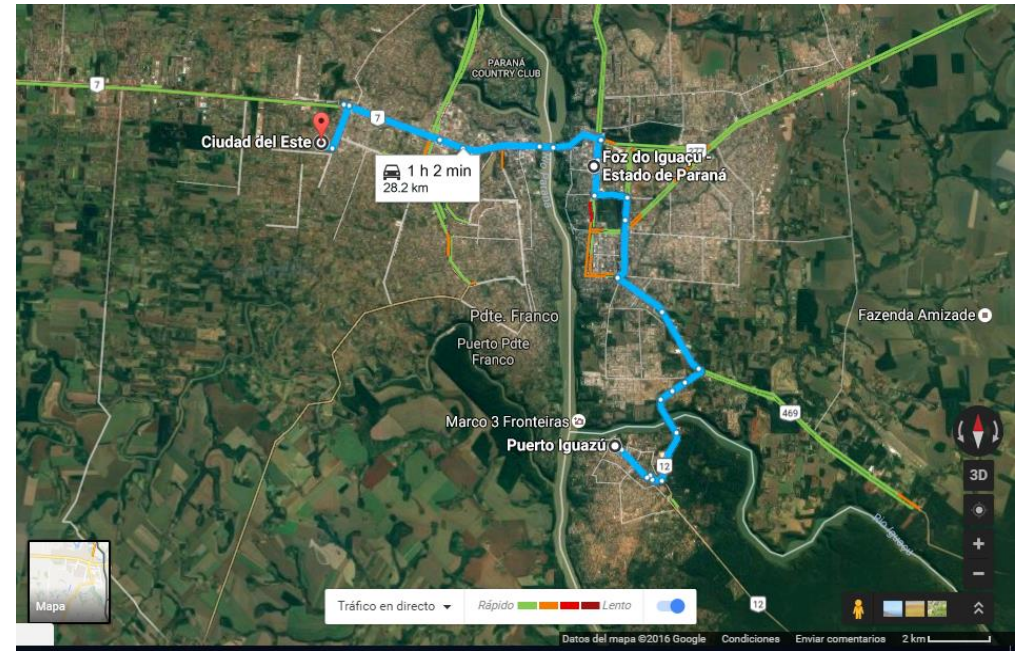 PARANÁ
COUNTRY CLUB
7
7
Ciudad del Este
277
Foz do Iguaçu -
Estado de Paraná
1 h 2 min
28.2 km
Pdte. Franco
Fazenda Amizade
Puerto Pdte.
Franco
469
Marco 3 Fronteiras
Puerto Iguazú
12
3D
Río Iguazú
Mapa
Tráfico en directo
Rápido
Lento
12
Datos del mapa ©2016 Google
Condiciones
Enviar comentarios
2 km